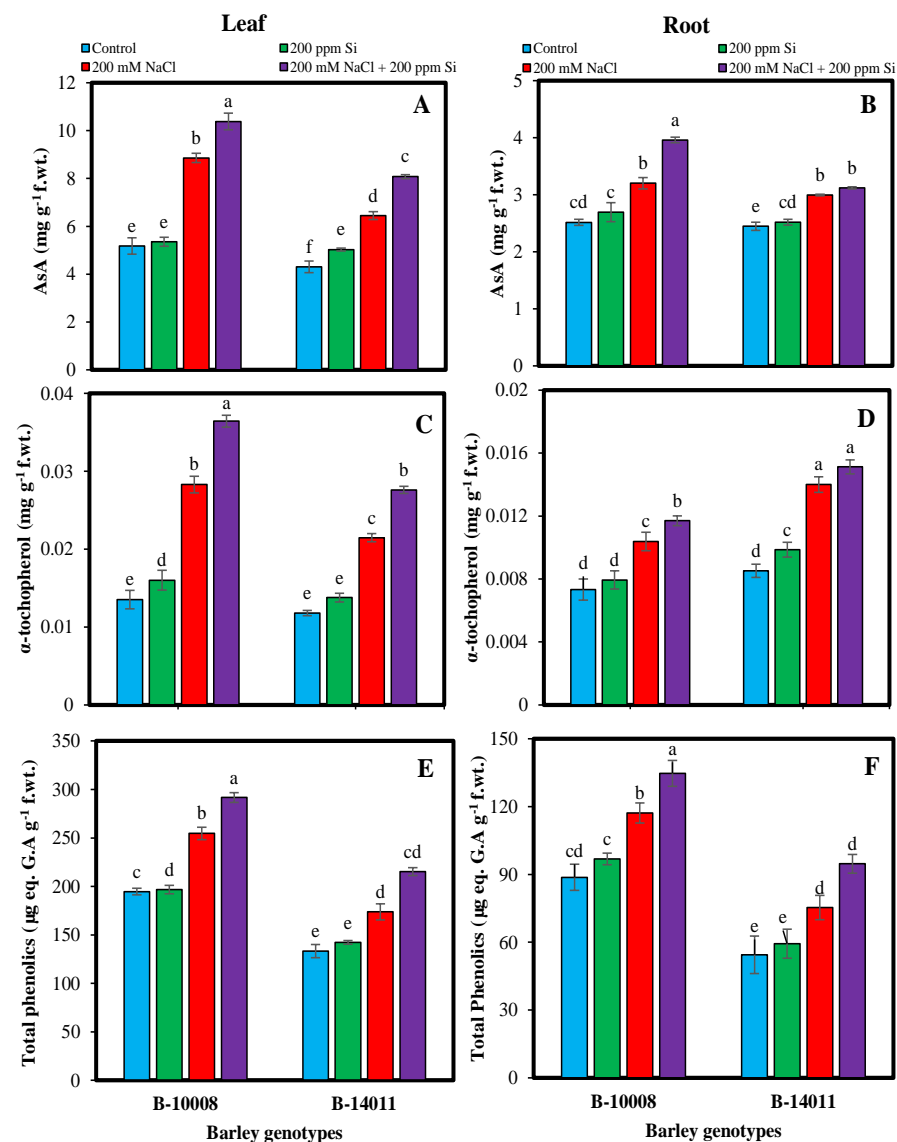 Leaf
Control
200 ppm Si
200 mM NaCl
200 mM NaCl + 200 ppm Si
A
AsA (mg g-1 f.wt.)
12
10
8
6
4
2
0
e e b a f e d c
Root
Control
200 ppm Si
200 mM NaCl
200 mM NaCl + 200 ppm Si
B
AsA (mg g-1 f.wt.)
5
4
3
2
1
0
cd c b a e cd b b
C
α-tochopherol (mg g-1 f.wt.)
0.04
0.03
0.02
0.01
0
e d b a e e c b
D
α-tochopherol (mg g-1 f.wt.)
0.02
0.016
0.012
0.008
0.004
0
d d c b d c a a
E
Total phenolics (µg eq. G.A g-1 f.wt.)
350
300
250
200
150
100
50
0
c d b a e e d cd
B-10008 B-14011
Barley genotypes
F
Total Phenolics (µg eq. G.A g-1 f.wt.)
150
120
90
60
30
0
cd c b a e e d d
B-10008 B-14011
Barley genotypes